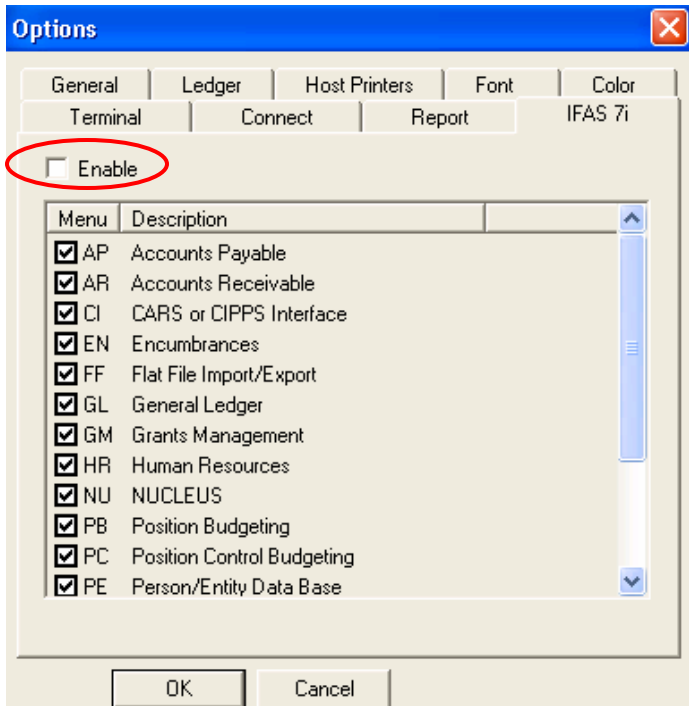 Options
General Ledger Host Printers Font Color
Terminal Connect Report IFAS 7i
Enable
Menu Description
AP Accounts Payable
AR Accounts Receivable
CI CARS or CIPPS Interface
EN Encumbrances
FF Flat File Import/Export
GL General Ledger
GM Grants Management
HR Human Resources
NU NUCLEUS
PB Position Budgeting
PC Position Control Budgeting
PE Person/Entity Data Base
OK Cancel